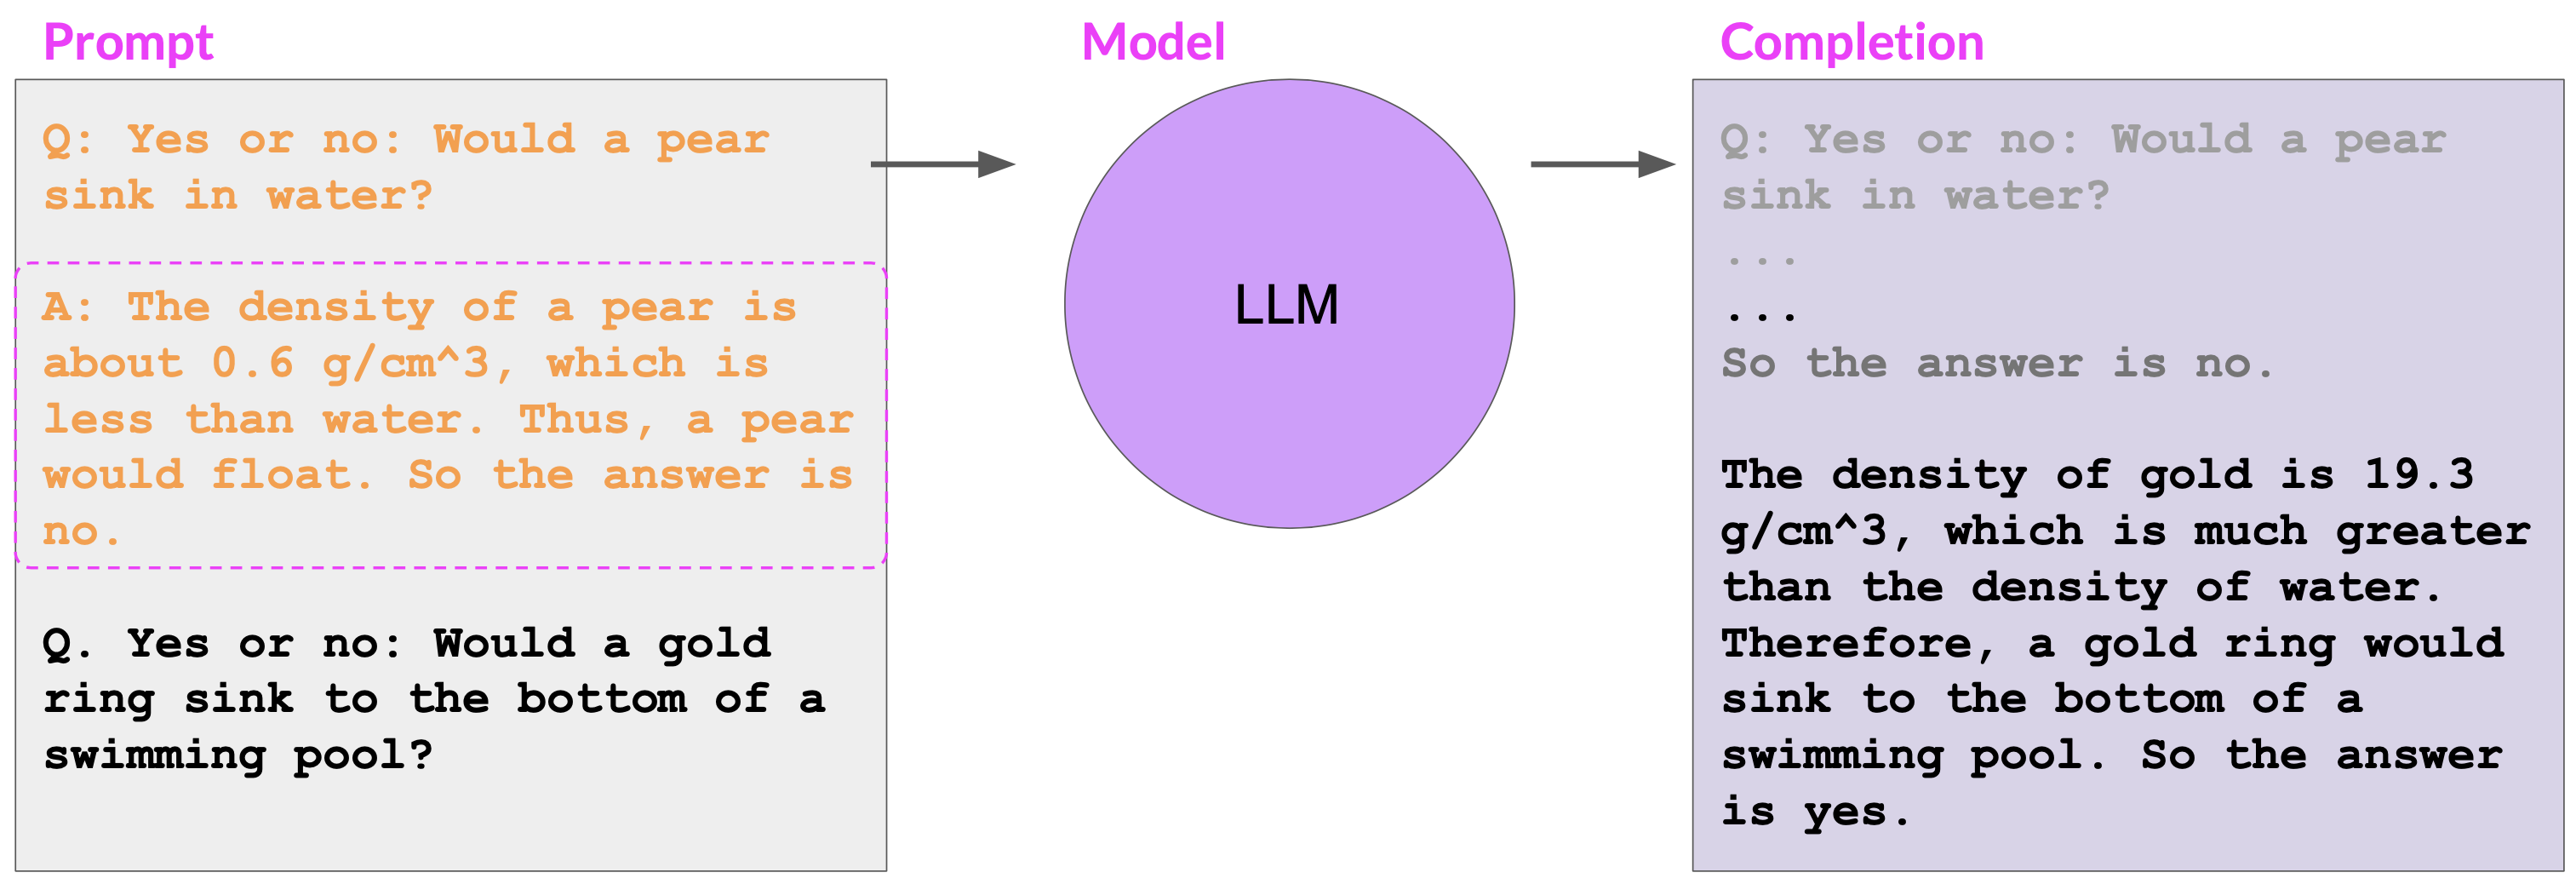 Prompt
Q: Yes or no: Would a pear
sink in water?
A: The density of a pear is
about 0.6 g/cm^3, which is
less than water. Thus, a pear
would float. So the answer is
no.
Q. Yes or no: Would a gold
ring sink to the bottom of a
swimming pool?
Model
LLM
Completion
Q: Yes or no: Would a pear
sink in water?
...
...
So the answer is no.
The density of gold is 19.3
g/cm^3, which is much greater
than the density of water.
Therefore, a gold ring would
sink to the bottom of a
swimming pool. So the answer
is yes.